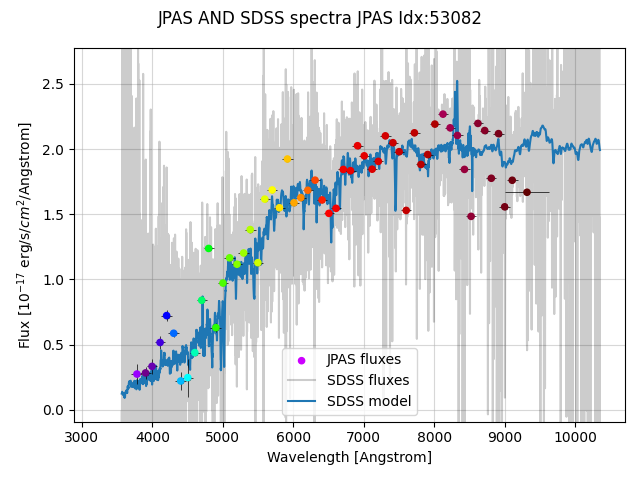 JPAS AND SDSS spectra JPAS Idx:53082
Flux [10⁻¹⁷ erg/s/cm²/Angstrom]
2.5
2.0
1.5
1.0
0.5
0.0
JPAS fluxes
SDSS fluxes
SDSS model
3000 4000 5000 6000 7000 8000 9000 10000
Wavelength [Angstrom]